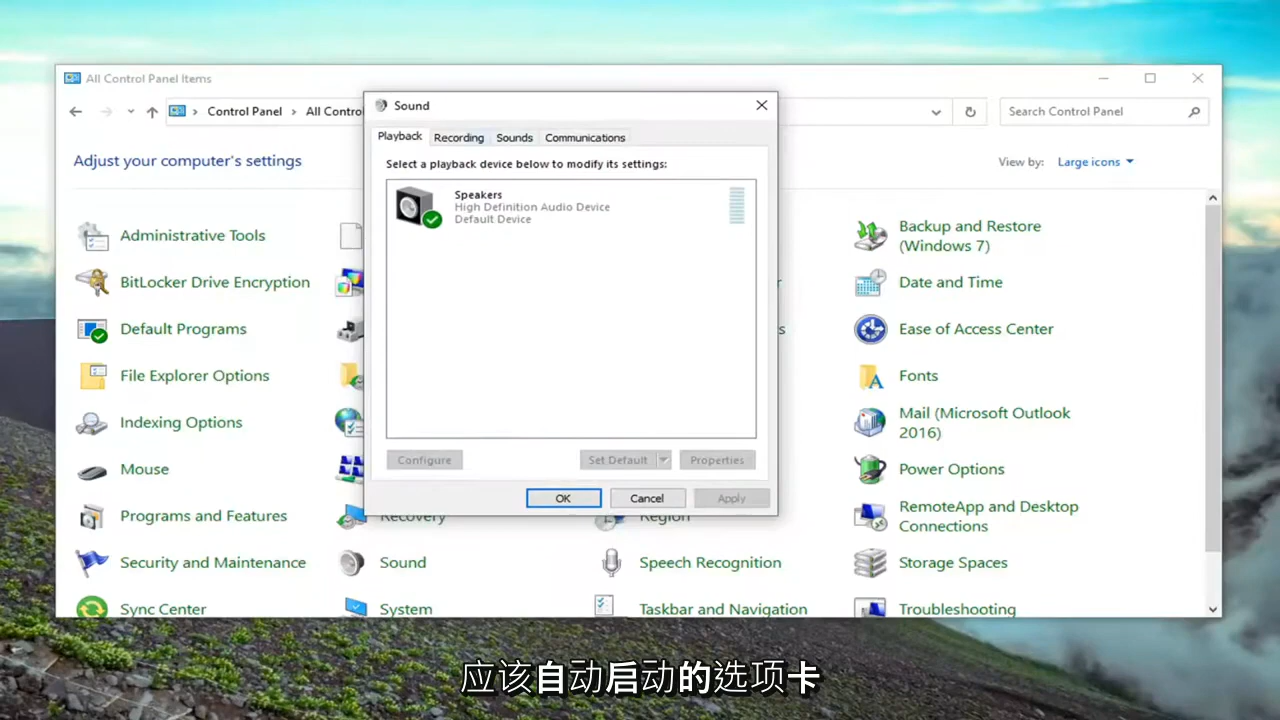 All Control Panel Items
Control Panel
All Contro
Search Control Panel
Adjust your computer's settings
View by:
Large icons
Sound
Playback
Recording
Sounds
Communications
Select a playback device below to modify its settings:
Speakers
High Definition Audio Device
Default Device
Configure
Set Default
Properties
OK
Cancel
Apply
Administrative Tools
BitLocker Drive Encryption
Default Programs
File Explorer Options
Indexing Options
Mouse
Programs and Features
Security and Maintenance
Sync Center
Recovery
Sound
System
Region
Speech Recognition
Taskbar and Navigation
Backup and Restore
(Windows 7)
Date and Time
Ease of Access Center
Fonts
Mail (Microsoft Outlook
2016)
Power Options
RemoteApp and Desktop
Connections
Storage Spaces
Troubleshooting
应该自动启动的选项卡